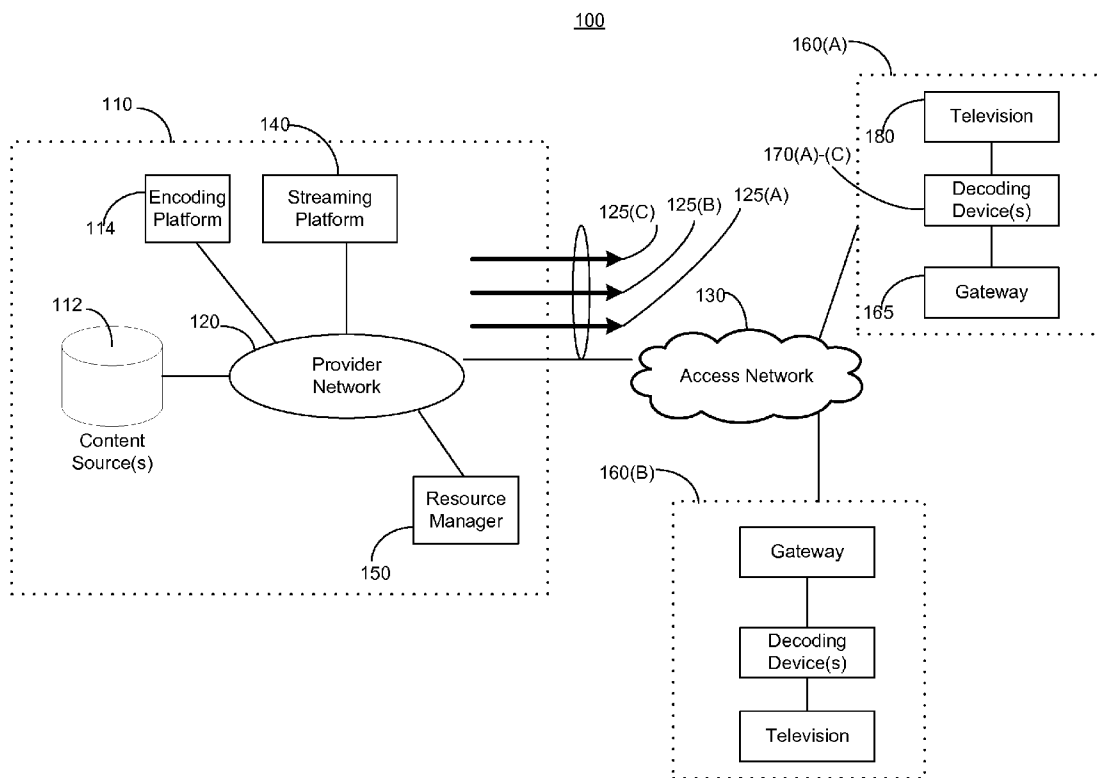 100
160(A)
110
140
Television
180
170(A)-(C)
Encoding
Platform
Streaming
Platform
125(C)
125(B)
125(A)
Decoding
Device(s)
114
112
120
130
165
Gateway
Provider
Network
Access Network
Content
Source(s)
160(B)
Resource
Manager
150
Gateway
Decoding
Device(s)
Television